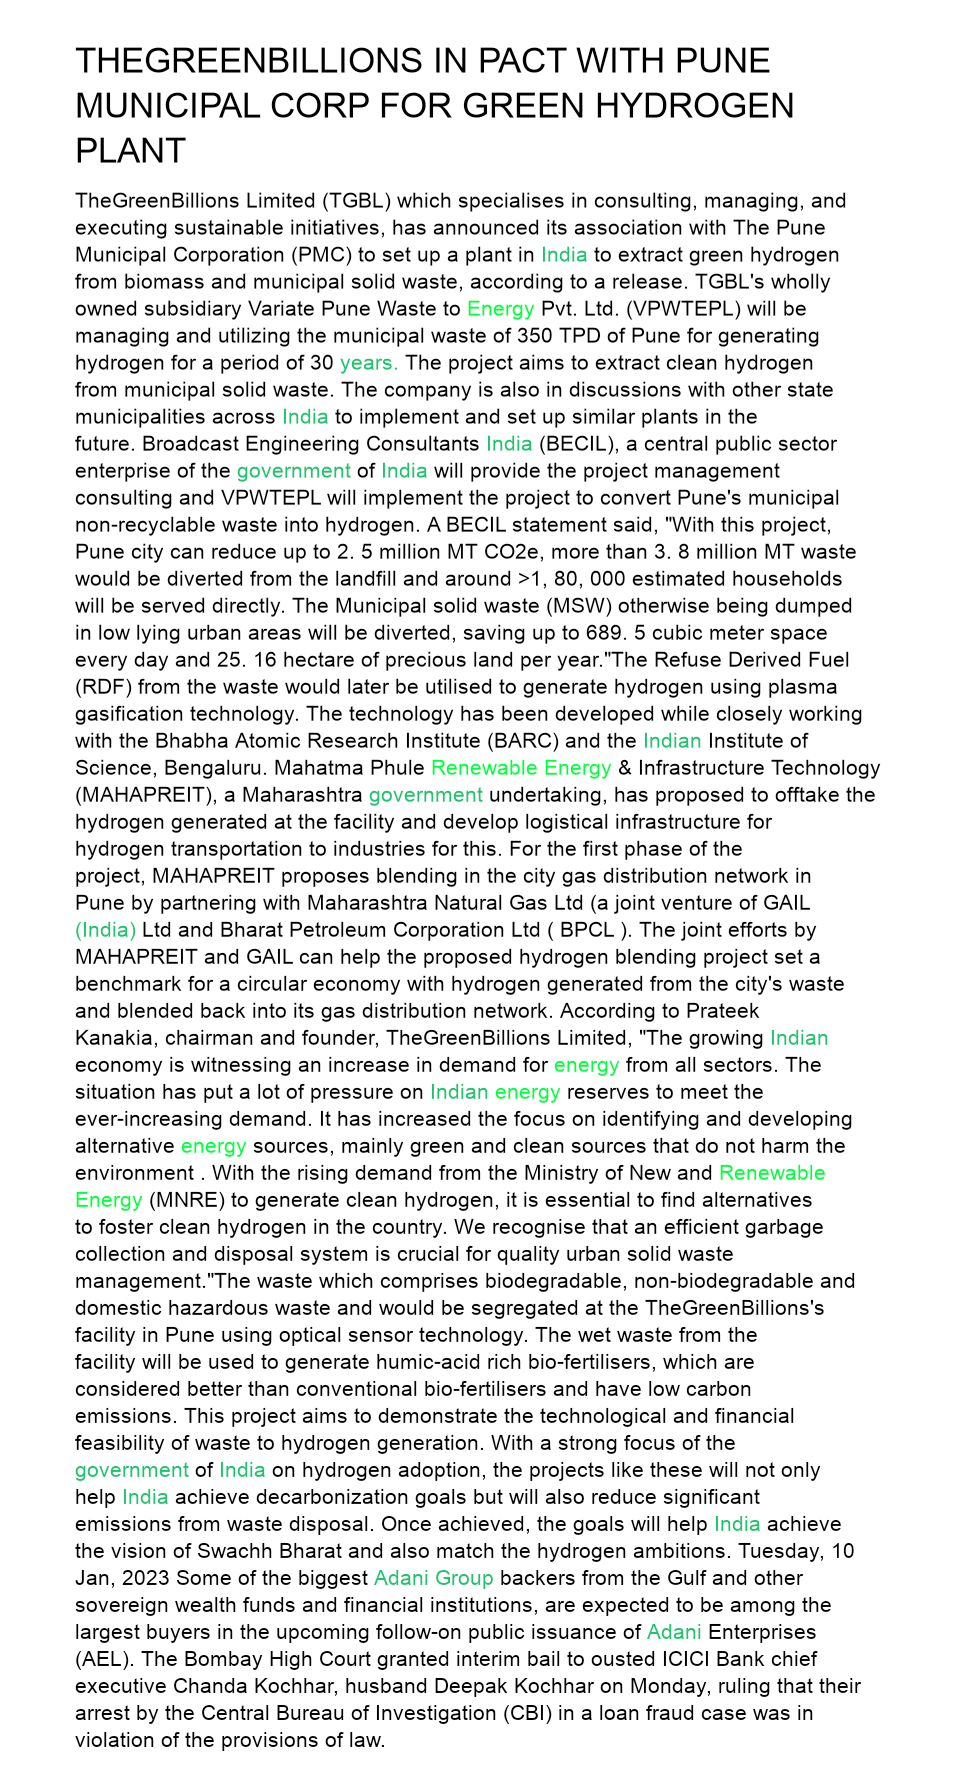 THEGREENBILLIONS IN PACT WITH PUNE
MUNICIPAL CORP FOR GREEN HYDROGEN
PLANT
TheGreenBillions Limited (TGBL) which specialises in consulting, managing, and
executing sustainable initiatives, has announced its association with The Pune
Municipal Corporation (PMC) to set up a plant in India to extract green hydrogen
from biomass and municipal solid waste, according to a release. TGBL's wholly
owned subsidiary Variate Pune Waste to Energy Pvt. Ltd. (VPWTEPL) will be
managing and utilizing the municipal waste of 350 TPD of Pune for generating
hydrogen for a period of 30 years. The project aims to extract clean hydrogen
from municipal solid waste. The company is also in discussions with other state
municipalities across India to implement and set up similar plants in the
future. Broadcast Engineering Consultants India (BECIL), a central public sector
enterprise of the government of India will provide the project management
consulting and VPWTEPL will implement the project to convert Pune's municipal
non-recyclable waste into hydrogen. A BECIL statement said, "With this project,
Pune city can reduce up to 2. 5 million MT CO2e, more than 3. 8 million MT waste
would be diverted from the landfill and around >1, 80, 000 estimated households
will be served directly. The Municipal solid waste (MSW) otherwise being dumped
in low lying urban areas will be diverted, saving up to 689. 5 cubic meter space
every day and 25. 16 hectare of precious land per year."The Refuse Derived Fuel
(RDF) from the waste would later be utilised to generate hydrogen using plasma
gasification technology. The technology has been developed while closely working
with the Bhabha Atomic Research Institute (BARC) and the Indian Institute of
Science, Bengaluru. Mahatma Phule Renewable Energy & Infrastructure Technology
(MAHAPREIT), a Maharashtra government undertaking, has proposed to offtake the
hydrogen generated at the facility and develop logistical infrastructure for
hydrogen transportation to industries for this. For the first phase of the
project, MAHAPREIT proposes blending in the city gas distribution network in
Pune by partnering with Maharashtra Natural Gas Ltd (a joint venture of GAIL
(India) Ltd and Bharat Petroleum Corporation Ltd ( BPCL ). The joint efforts by
MAHAPREIT and GAIL can help the proposed hydrogen blending project set a
benchmark for a circular economy with hydrogen generated from the city's waste
and blended back into its gas distribution network. According to Prateek
Kanakia, chairman and founder, TheGreenBillions Limited, "The growing Indian
economy is witnessing an increase in demand for energy from all sectors. The
situation has put a lot of pressure on Indian energy reserves to meet the
ever-increasing demand. It has increased the focus on identifying and developing
alternative energy sources, mainly green and clean sources that do not harm the
environment . With the rising demand from the Ministry of New and Renewable
Energy (MNRE) to generate clean hydrogen, it is essential to find alternatives
to foster clean hydrogen in the country. We recognise that an efficient garbage
collection and disposal system is crucial for quality urban solid waste
management."The waste which comprises biodegradable, non-biodegradable and
domestic hazardous waste and would be segregated at the TheGreenBillions's
facility in Pune using optical sensor technology. The wet waste from the
facility will be used to generate humic-acid rich bio-fertilisers, which are
considered better than conventional bio-fertilisers and have low carbon
emissions. This project aims to demonstrate the technological and financial
feasibility of waste to hydrogen generation. With a strong focus of the
government of India on hydrogen adoption, the projects like these will not only
help India achieve decarbonization goals but will also reduce significant
emissions from waste disposal. Once achieved, the goals will help India achieve
the vision of Swachh Bharat and also match the hydrogen ambitions. Tuesday, 10
Jan, 2023 Some of the biggest Adani Group backers from the Gulf and other
sovereign wealth funds and financial institutions, are expected to be among the
largest buyers in the upcoming follow-on public issuance of Adani Enterprises
(AEL). The Bombay High Court granted interim bail to ousted ICICI Bank chief
executive Chanda Kochhar, husband Deepak Kochhar on Monday, ruling that their
arrest by the Central Bureau of Investigation (CBI) in a loan fraud case was in
violation of the provisions of law.